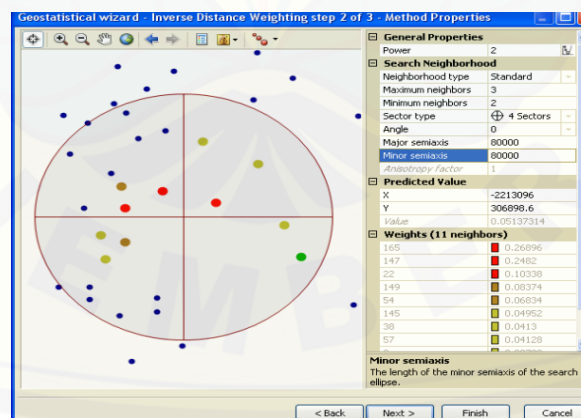 Geostatistical wizard - Inverse Distance Weighting step 2 of 3 - Method Properties
General Properties
Power 2
Search Neighborhood
Neighborhood type Standard
Maximum neighbors 3
Minimum neighbors 2
Sector type 4 Sectors
Angle 0
Major semiaxis 80000
Minor semiaxis 80000
Anisotropy factor 1
Predicted Value
X -2213096
Y 306898.6
Value 0.05137314
Weights (11 neighbors)
165 0.26896
147 0.2482
22 0.10338
149 0.08374
54 0.06834
145 0.04952
38 0.0413
57 0.04128
Minor semiaxis
The length of the minor semiaxis of the search
ellipse.
< Back Next > Finish Cancel